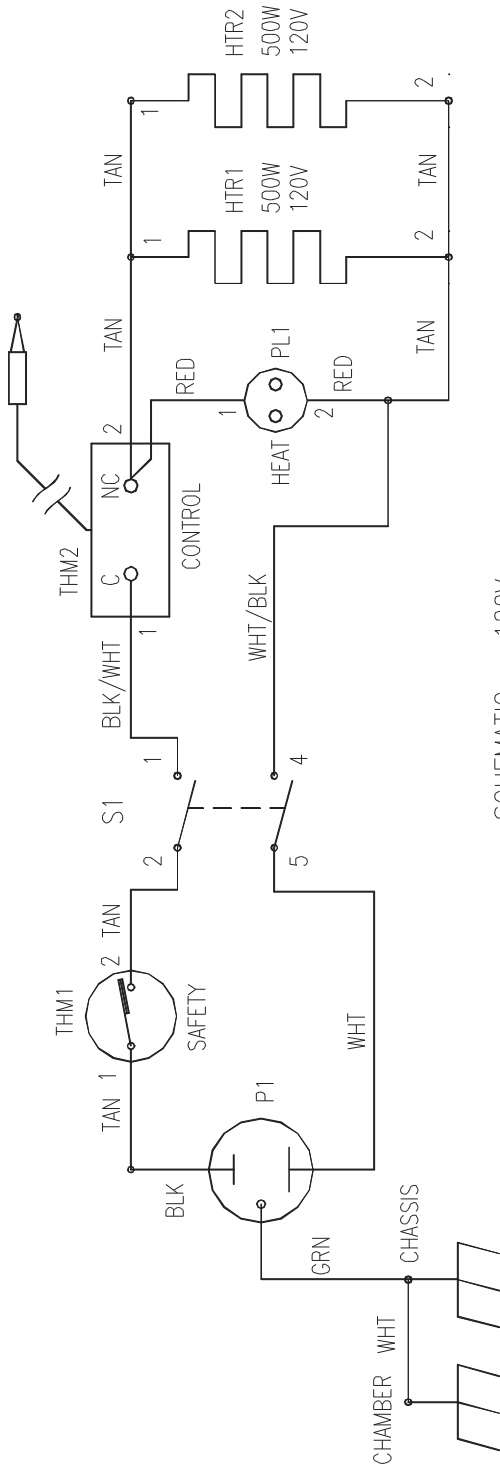 THM1
SAFETY
TAN
1
2
TAN
S1
2
1
5
4
BLK/WHT
THM2
1
C
NC
2
CONTROL
TAN
TAN
1
1
HTR1
500W
120V
HTR2
500W
120V
2
2
TAN
TAN
RED
1
PL1
HEAT
2
RED
WHT/BLK
WHT
BLK
P1
GRN
CHASSIS
WHT
CHAMBER